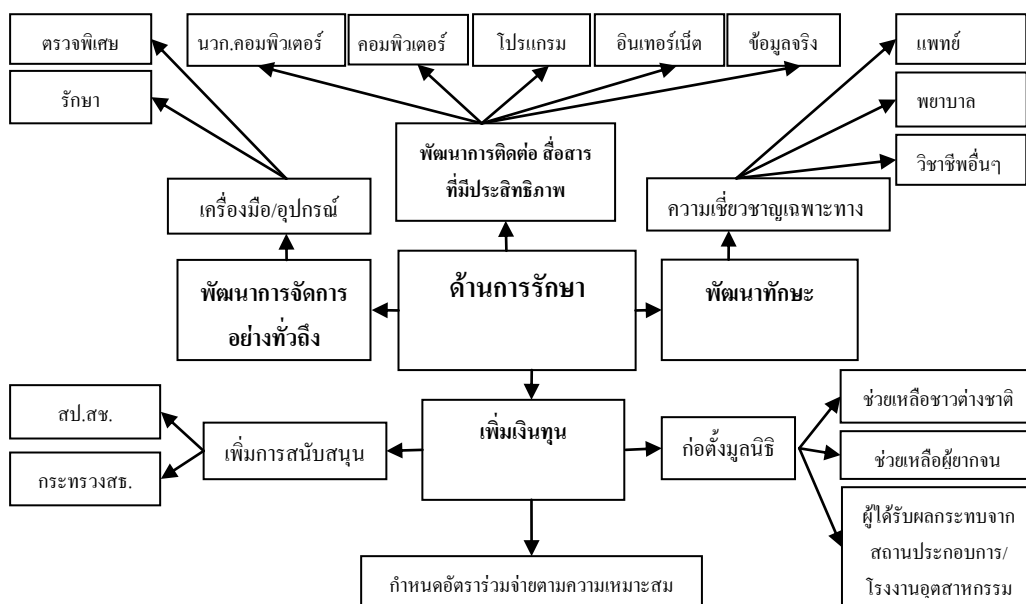 ตรวจพิเศษ
นวก.คอมพิวเตอร์
คอมพิวเตอร์
โปรแกรม
อินเทอร์เน็ต
ข้อมูลจริง
แพทย์
รักษา
พยาบาล
พัฒนาการติดต่อ สื่อสาร
ที่มีประสิทธิภาพ
วิชาชีพอื่นๆ
เครื่องมือ/อุปกรณ์
ความเชี่ยวชาญเฉพาะทาง
พัฒนาการจัดการ
อย่างทั่วถึง
ด้านการรักษา
พัฒนาทักษะ
สป.สช.
เพิ่มการสนับสนุน
กระทรวงสธ.
เพิ่มเงินทุน
ก่อตั้งมูลนิธิ
ช่วยเหลือชาวต่างชาติ
ช่วยเหลือผู้ยากจน
ผู้ได้รับผลกระทบจาก
สถานประกอบการ/
โรงงานอุตสาหกรรม
กำหนดอัตราร่วมจ่ายตามความเหมาะสม